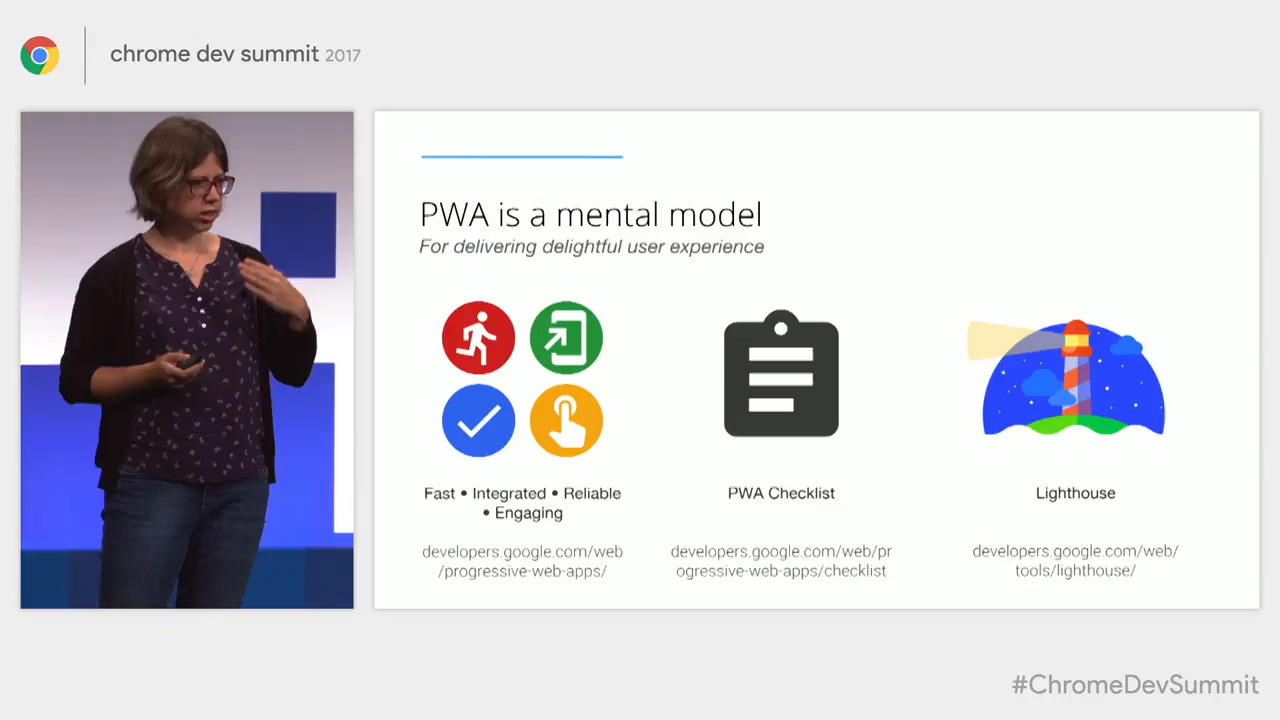 chrome dev summit 2017
PWA is a mental model
For delivering delightful user experience
Fast • Integrated • Reliable
• Engaging
developers.google.com/web
/progressive-web-apps/
PWA Checklist
developers.google.com/web/pr
ogressive-web-apps/checklist
Lighthouse
developers.google.com/web/
tools/lighthouse/
#ChromeDevSummit